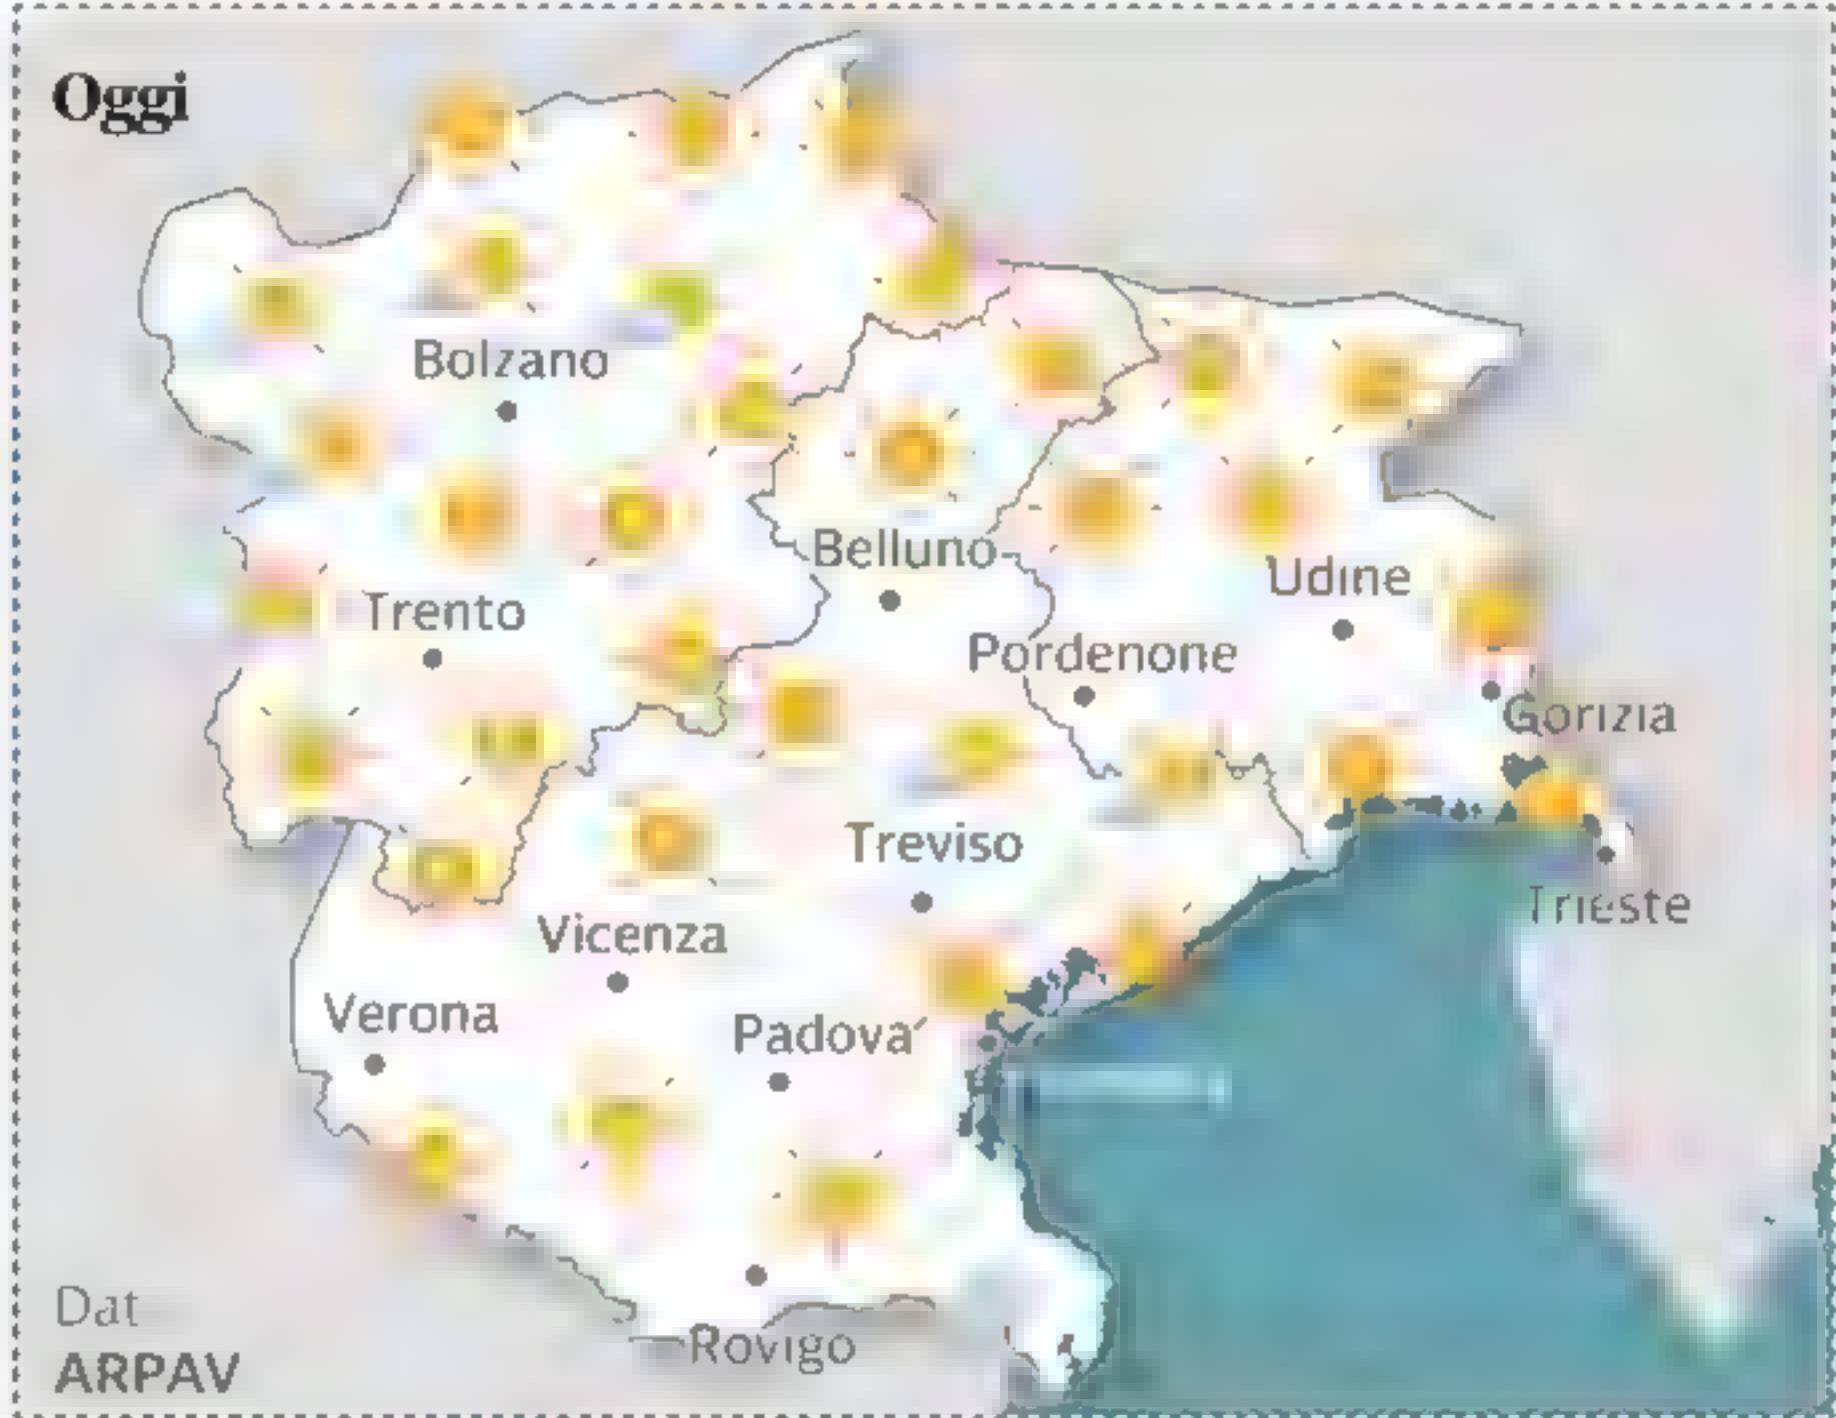 Oggi
Bolzano
Belluno
Udine
Trento
Pordenone
Gorizia
Treviso
Trieste
Vicenza
Verona
Padova
Dat
ARPAV
Rovigo